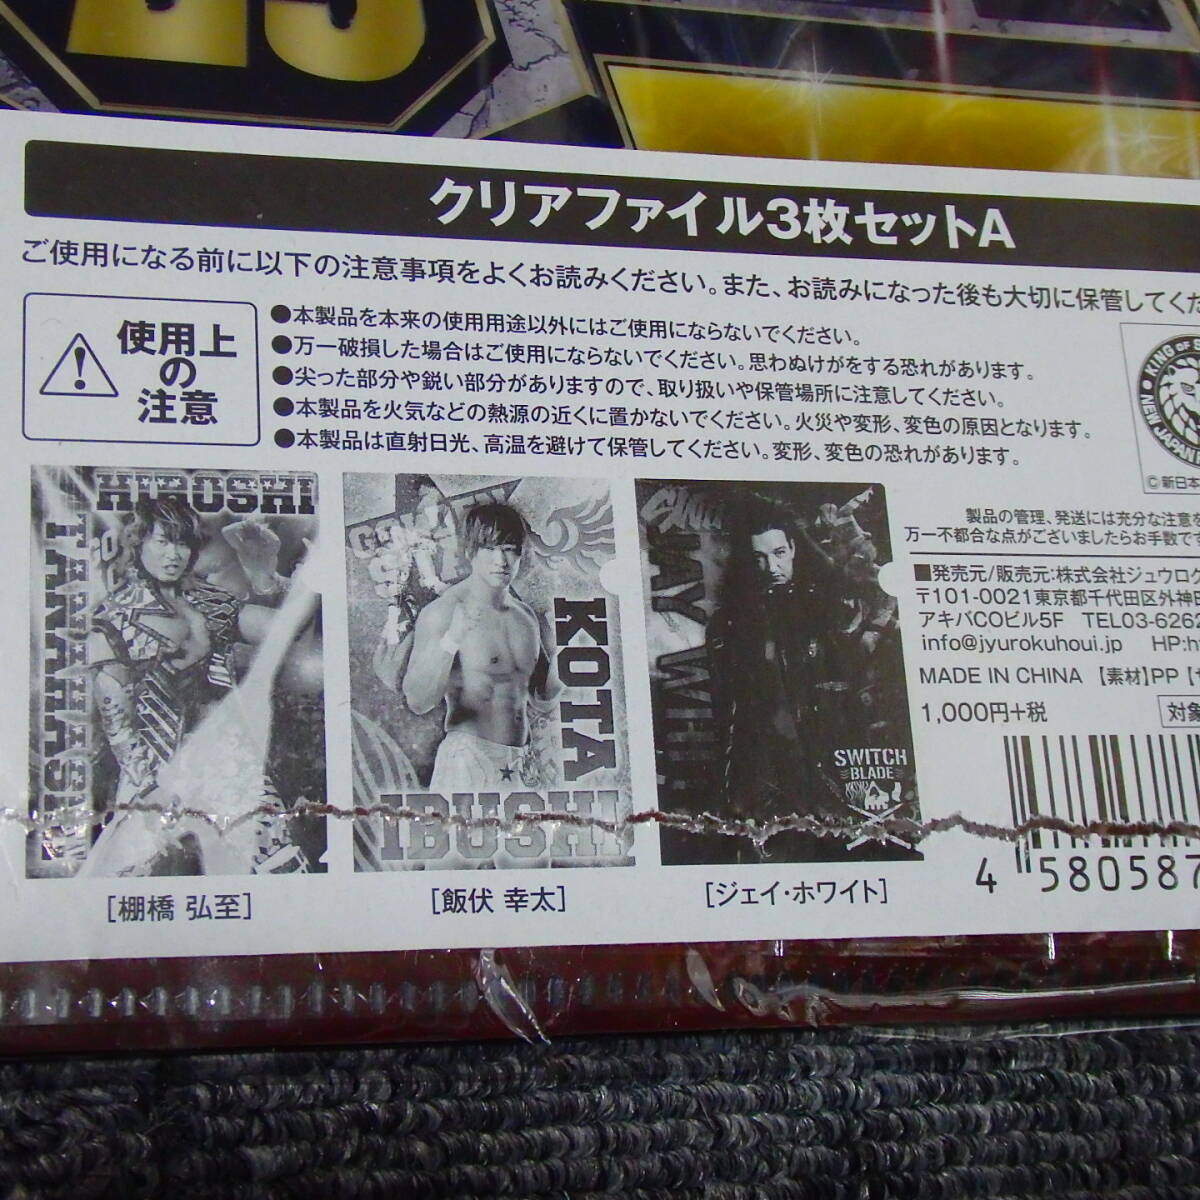 クリアファイル3枚セットA
ご使用になる前に以下の注意事項をよくお読みください。また、お読みになった後も大切に保管してくだ
使用上
の
注意
●本製品を本来の使用用途以外にはご使用にならないでください。
●万一破損した場合はご使用にならないでください。思わぬけがをする恐れがあります。
●尖った部分や鋭い部分がありますので、取り扱いや保管場所に注意してください。
●本製品を火気などの熱源の近くに置かないでください。火災や変形、変色の原因となります。
●本製品は直射日光、高温を避けて保管してください。変形、変色の恐れがあります。
KING OF S
NEW JAPAN
©新日本
製品の管理、発送には充分な注意を
万一不都合な点がございましたらお手数です
■発売元/販売元:株式会社ジュウロク
〒101-0021東京都千代田区外神田
アキバCOビル5F TEL03-6262
info@jyurokuhoui.jp HP:h
MADE IN CHINA 【素材】PP【サ
1,000円+税
対象
4 580587
HIROSHI
TANAHASHI
KOTA
IBUSHI
JAY WHI
SWITCH
BLADE
[棚橋 弘至]
[飯伏 幸太]
[ジェイ・ホワイト]